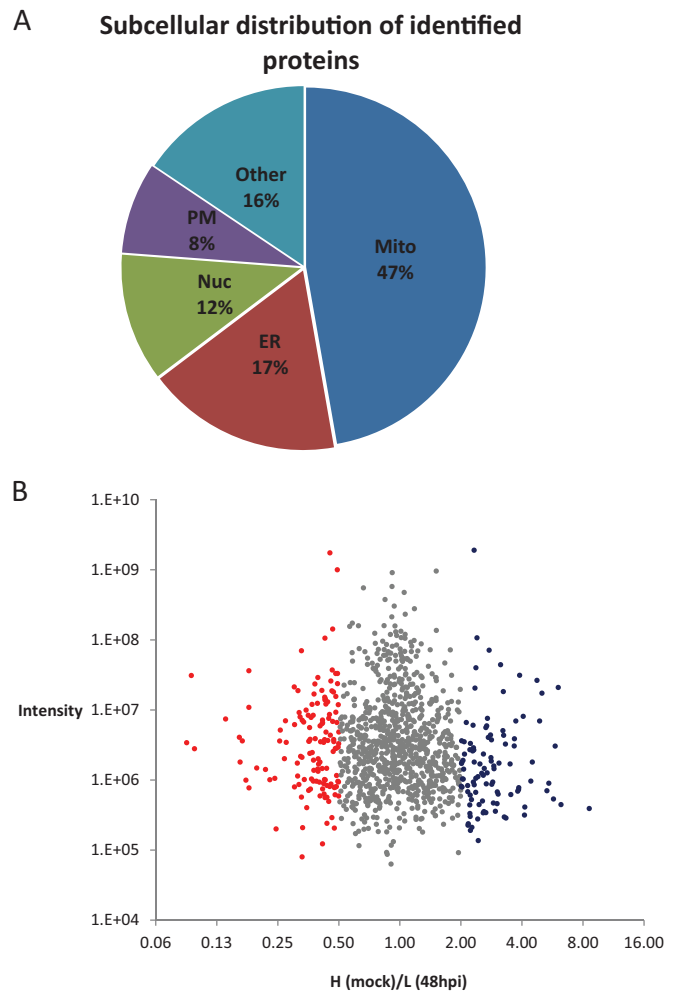 A
Subcellular distribution of identified
proteins
Other
16%
PM
8%
Mito
47%
Nuc
12%
ER
17%
B
1.E+10
1.E+09
1.E+08
Intensity
1.E+07
1.E+06
1.E+05
1.E+04
0.06 0.13 0.25 0.50 1.00 2.00 4.00 8.00 16.00
H (mock)/L (48hpi)